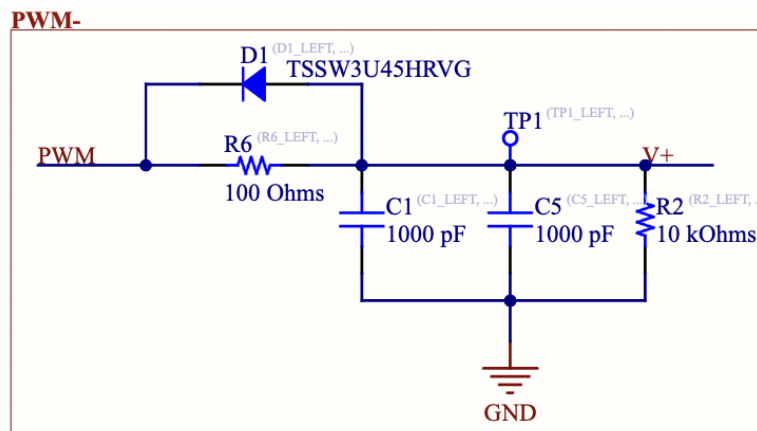 PWM-
D1 (D1_LEFT, ...)
TSSW3U45HRVG
TP1 (TP1_LEFT, ...)
PWM
R6 (R6_LEFT, ...)
V+
100 Ohms
C1 (C1_LEFT, ...)
C5 (C5_LEFT, ...)
R2 (R2_LEFT, .
1000 pF
1000 pF
10 kOhms
GND